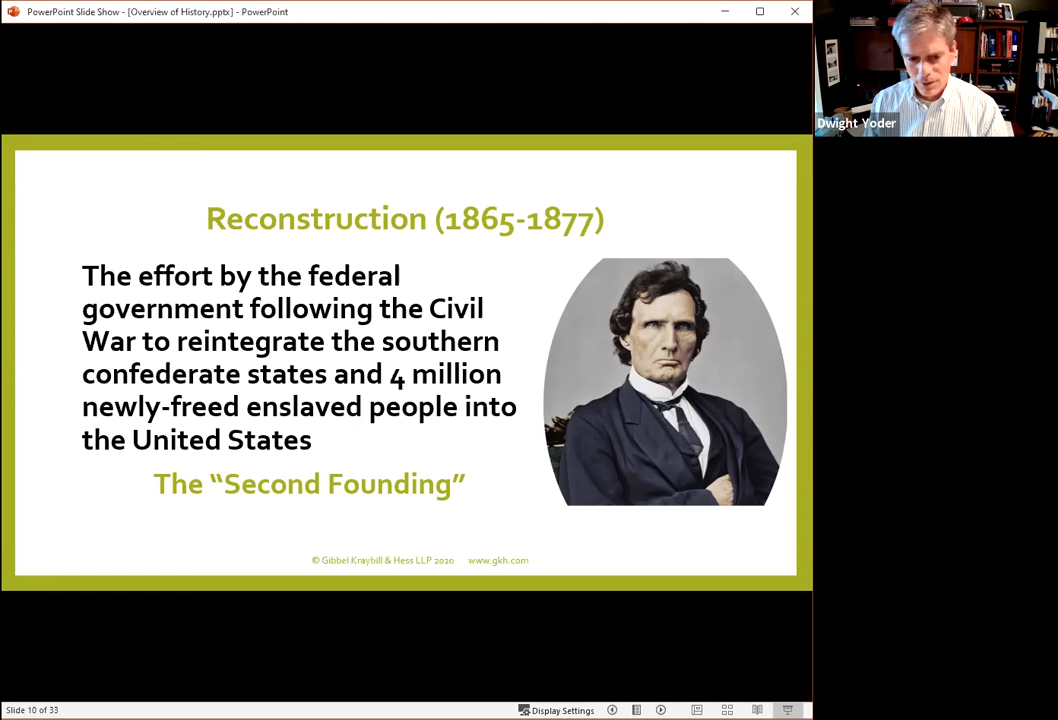 PowerPoint Slide Show - [Overview of History.pptx] - PowerPoint
Dwight Yoder
Reconstruction (1865-1877)
The effort by the federal
government following the Civil
War to reintegrate the southern
confederate states and 4 million
newly-freed enslaved people into
the United States
The “Second Founding”
© Gibbel Kraybill & Hess LLP 2020 www.gkh.com
Slide 10 of 33
Display Settings